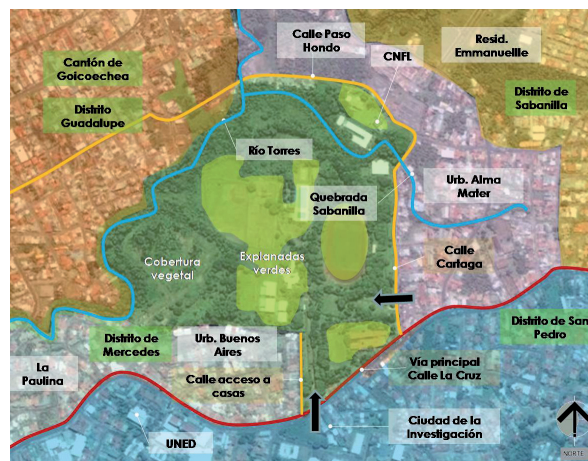 Calle Paso
Hondo
Resid.
Emmanuellle
CNFL
Cantón de
Goicoechea
Distrito
Guadalupe
Distrito de
Sabanilla
Río Torres
Urb. Alma
Mater
Quebrada
Sabanilla
Cobertura
vegetal
Explanadas
verdes
Calle
Cartago
Distrito de
Mercedes
Urb. Buenos
Aires
Distrito de San
Pedro
La
Paulina
Calle acceso a
casas
Vía principal
Calle La Cruz
UNED
Ciudad de la
Investigación
NORTE